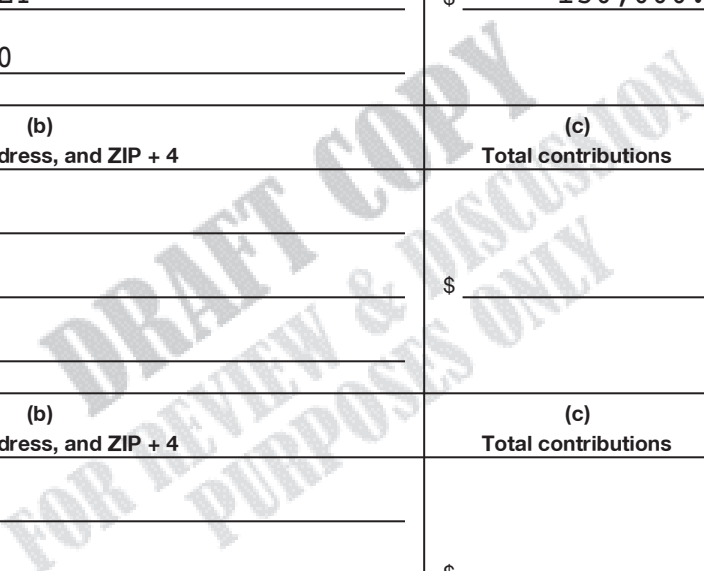 $
0
(b) (c)
dress, and ZIP + 4 Total contributions
$
(b) (c)
dress, and ZIP + 4 Total contributions
$
DRAFT COPY
FOR REVIEW & DISCUSSION
PURPOSES ONLY